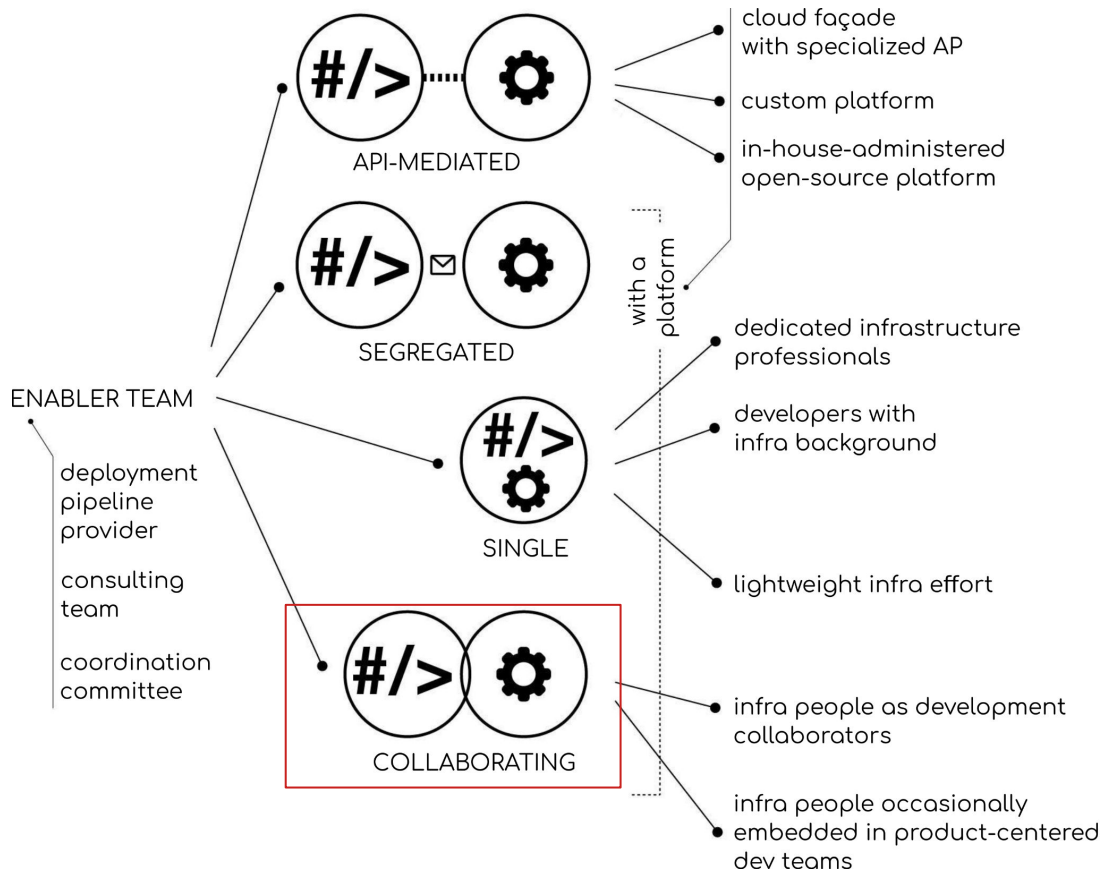 cloud façade
with specialized AP
#/>
API-MEDIATED
custom platform
in-house-administered
open-source platform
#/>
SEGREGATED
with a
platform
dedicated infrastructure
professionals
ENABLER TEAM
#/>
SINGLE
developers with
infra background
deployment
pipeline
provider
consulting
team
coordination
committee
lightweight infra effort
#/>
COLLABORATING
infra people as development
collaborators
infra people occasionally
embedded in product-centered
dev teams